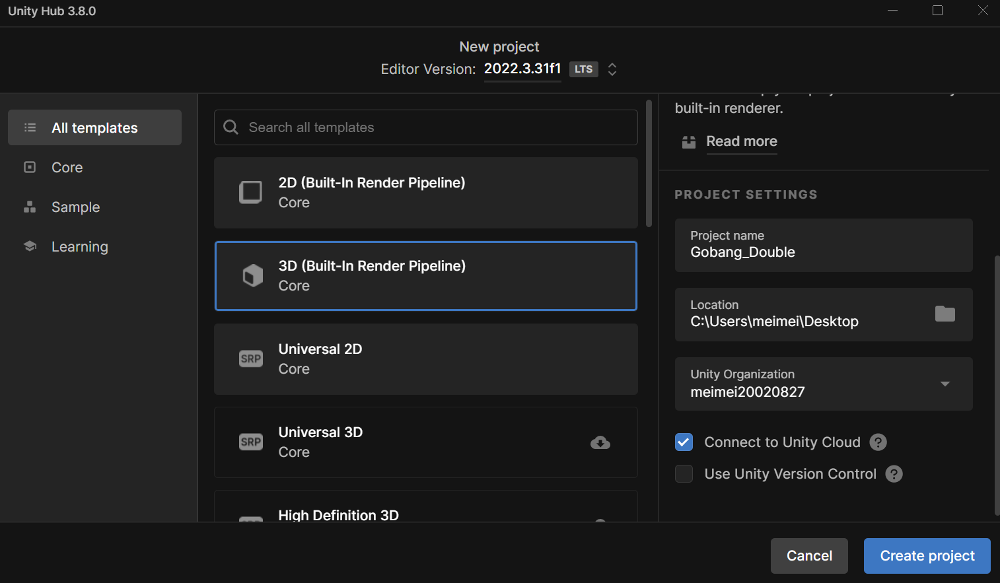 Unity Hub 3.8.0
New project
Editor Version: 2022.3.31f1 LTS
All templates
Core
Sample
Learning
Search all templates
2D (Built-In Render Pipeline)
Core
3D (Built-In Render Pipeline)
Core
SRP
Universal 2D
Core
SRP
Universal 3D
Core
High Definition 3D
built-in renderer.
Read more
PROJECT SETTINGS
Project name
Gobang_Double
Location
C:\Users\meimei\Desktop
Unity Organization
meimei20020827
Connect to Unity Cloud ?
Use Unity Version Control ?
Cancel
Create project